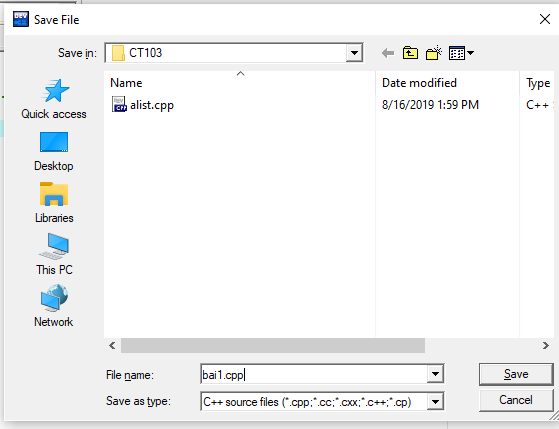 DEV
Save File
Save in:
CT103
Name
Date modified
Type
alist.cpp
8/16/2019 1:59 PM
C++
Quick access
Desktop
Libraries
This PC
Network
File name:
bai1.cpp
Save
Save as type:
C++ source files (*.cpp;*.cc;*.cxx;*.c++;*.cp)
Cancel